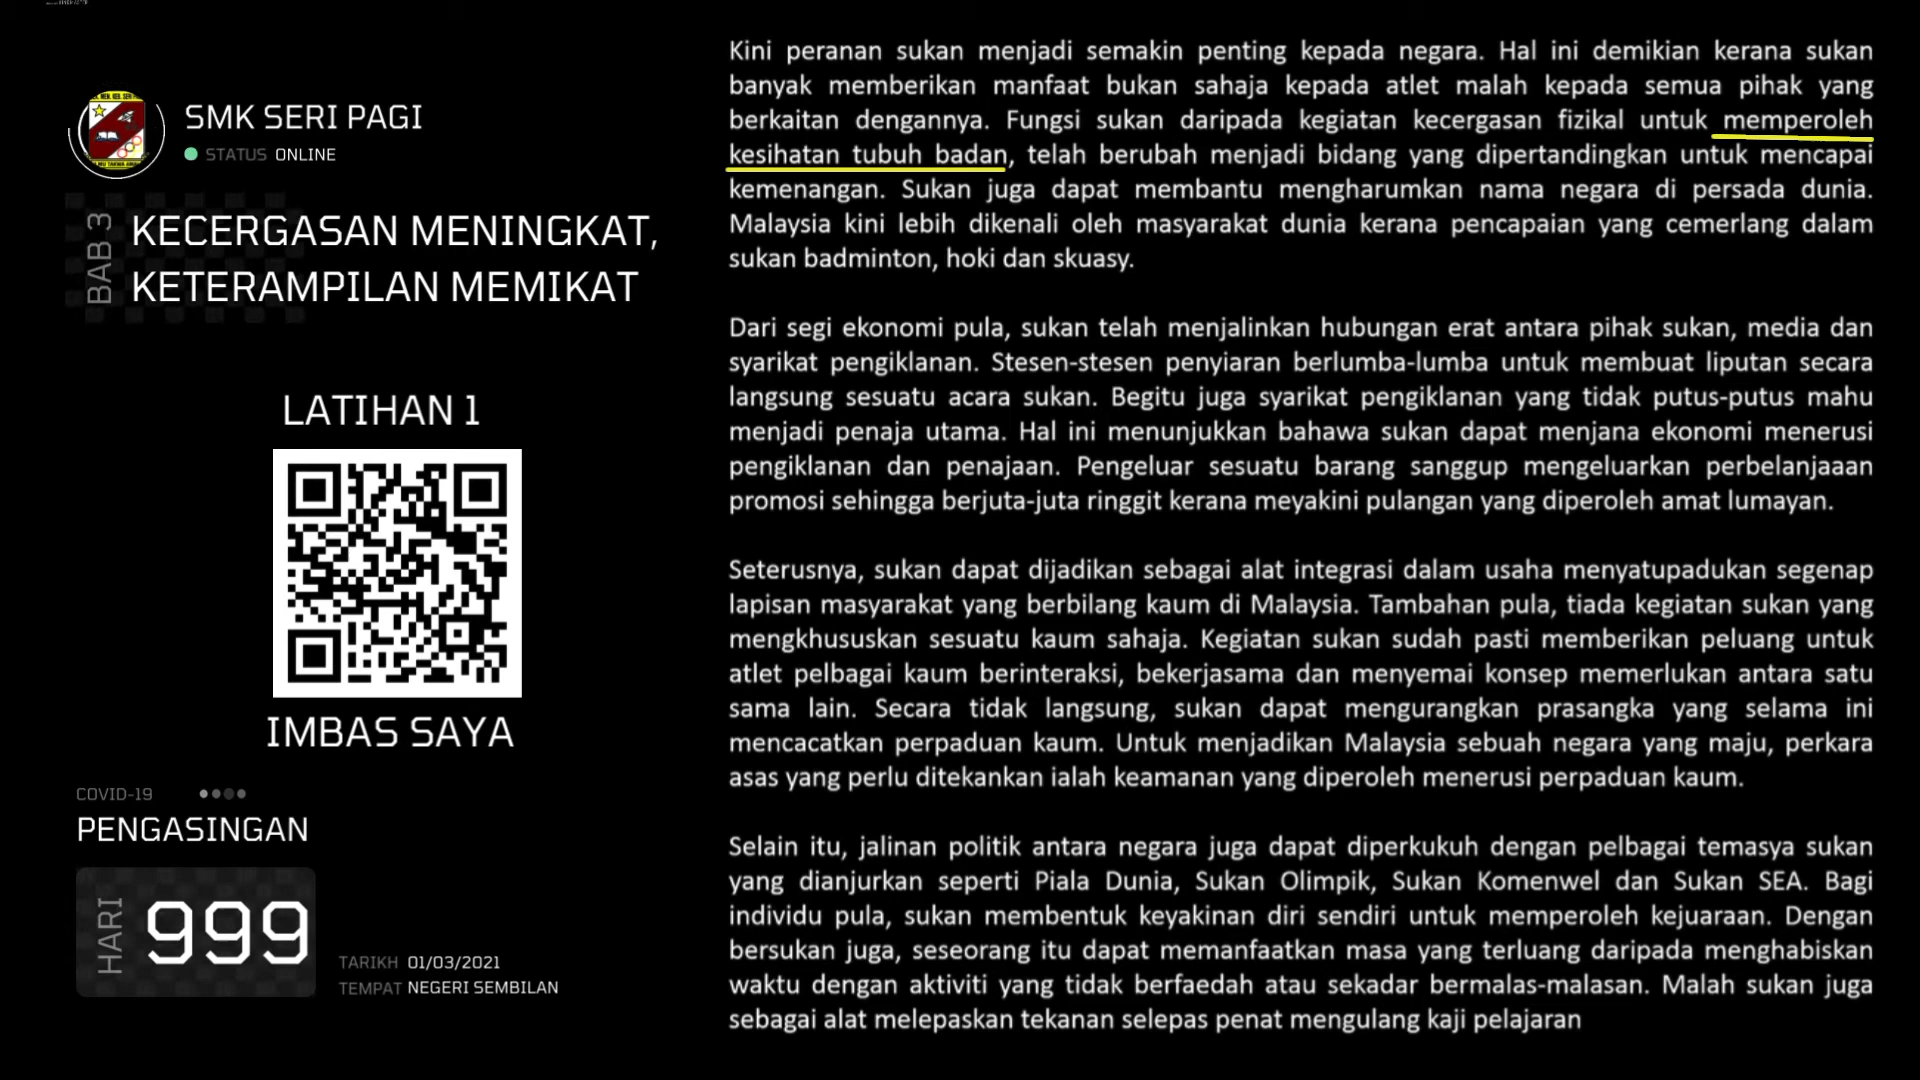 SMK SERI PAGI
STATUS ONLINE
BAB 3
KECERGASAN MENINGKAT,
KETERAMPILAN MEMIKAT
LATIHAN 1
IMBAS SAYA
COVID-19
PENGASINGAN
HARI
999
TARIKH 01/03/2021
TEMPAT NEGERI SEMBILAN
Kini peranan sukan menjadi semakin penting kepada negara. Hal ini demikian kerana sukan
banyak memberikan manfaat bukan sahaja kepada atlet malah kepada semua pihak yang
berkaitan dengannya. Fungsi sukan daripada kegiatan kecergasan fizikal untuk memperoleh
kesihatan tubuh badan, telah berubah menjadi bidang yang dipertandingkan untuk mencapai
kemenangan. Sukan juga dapat membantu mengharumkan nama negara di persada dunia.
Malaysia kini lebih dikenali oleh masyarakat dunia kerana pencapaian yang cemerlang dalam
sukan badminton, hoki dan skuasy.
Dari segi ekonomi pula, sukan telah menjalinkan hubungan erat antara pihak sukan, media dan
syarikat pengiklanan. Stesen-stesen penyiaran berlumba-lumba untuk membuat liputan secara
langsung sesuatu acara sukan. Begitu juga syarikat pengiklanan yang tidak putus-putus mahu
menjadi penaja utama. Hal ini menunjukkan bahawa sukan dapat menjana ekonomi menerusi
pengiklanan dan penajaan. Pengeluar sesuatu barang sanggup mengeluarkan perbelanjaaan
promosi sehingga berjuta-juta ringgit kerana meyakini pulangan yang diperoleh amat lumayan.
Seterusnya, sukan dapat dijadikan sebagai alat integrasi dalam usaha menyatupadukan segenap
lapisan masyarakat yang berbilang kaum di Malaysia. Tambahan pula, tiada kegiatan sukan yang
mengkhususkan sesuatu kaum sahaja. Kegiatan sukan sudah pasti memberikan peluang untuk
atlet pelbagai kaum berinteraksi, bekerjasama dan menyemai konsep memerlukan antara satu
sama lain. Secara tidak langsung, sukan dapat mengurangkan prasangka yang selama ini
mencacatkan perpaduan kaum. Untuk menjadikan Malaysia sebuah negara yang maju, perkara
asas yang perlu ditekankan ialah keamanan yang diperoleh menerusi perpaduan kaum.
Selain itu, jalinan politik antara negara juga dapat diperkukuh dengan pelbagai temasya sukan
yang dianjurkan seperti Piala Dunia, Sukan Olimpik, Sukan Komenwel dan Sukan SEA. Bagi
individu pula, sukan membentuk keyakinan diri sendiri untuk memperoleh kejuaraan. Dengan
bersukan juga, seseorang itu dapat memanfaatkan masa yang terluang daripada menghabiskan
waktu dengan aktiviti yang tidak berfaedah atau sekadar bermalas-malasan. Malah sukan juga
sebagai alat melepaskan tekanan selepas penat mengulang kaji pelajaran